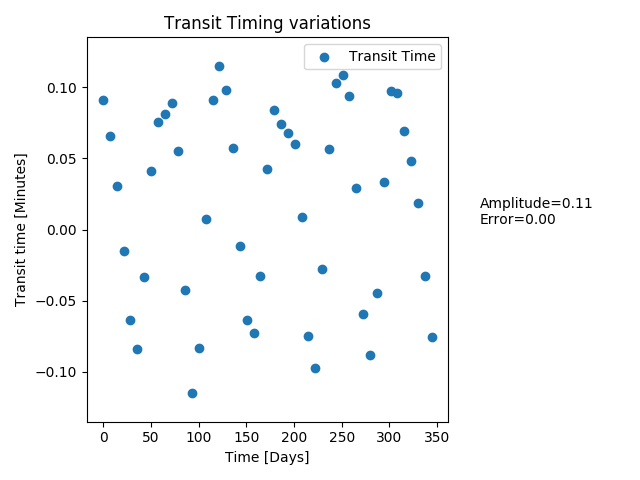 Transit Timing variations
Transit Time
0.10
0.05
0.00
−0.05
−0.10
Transit time [Minutes]
0 50 100 150 200 250 300 350
Time [Days]
Amplitude=0.11
Error=0.00